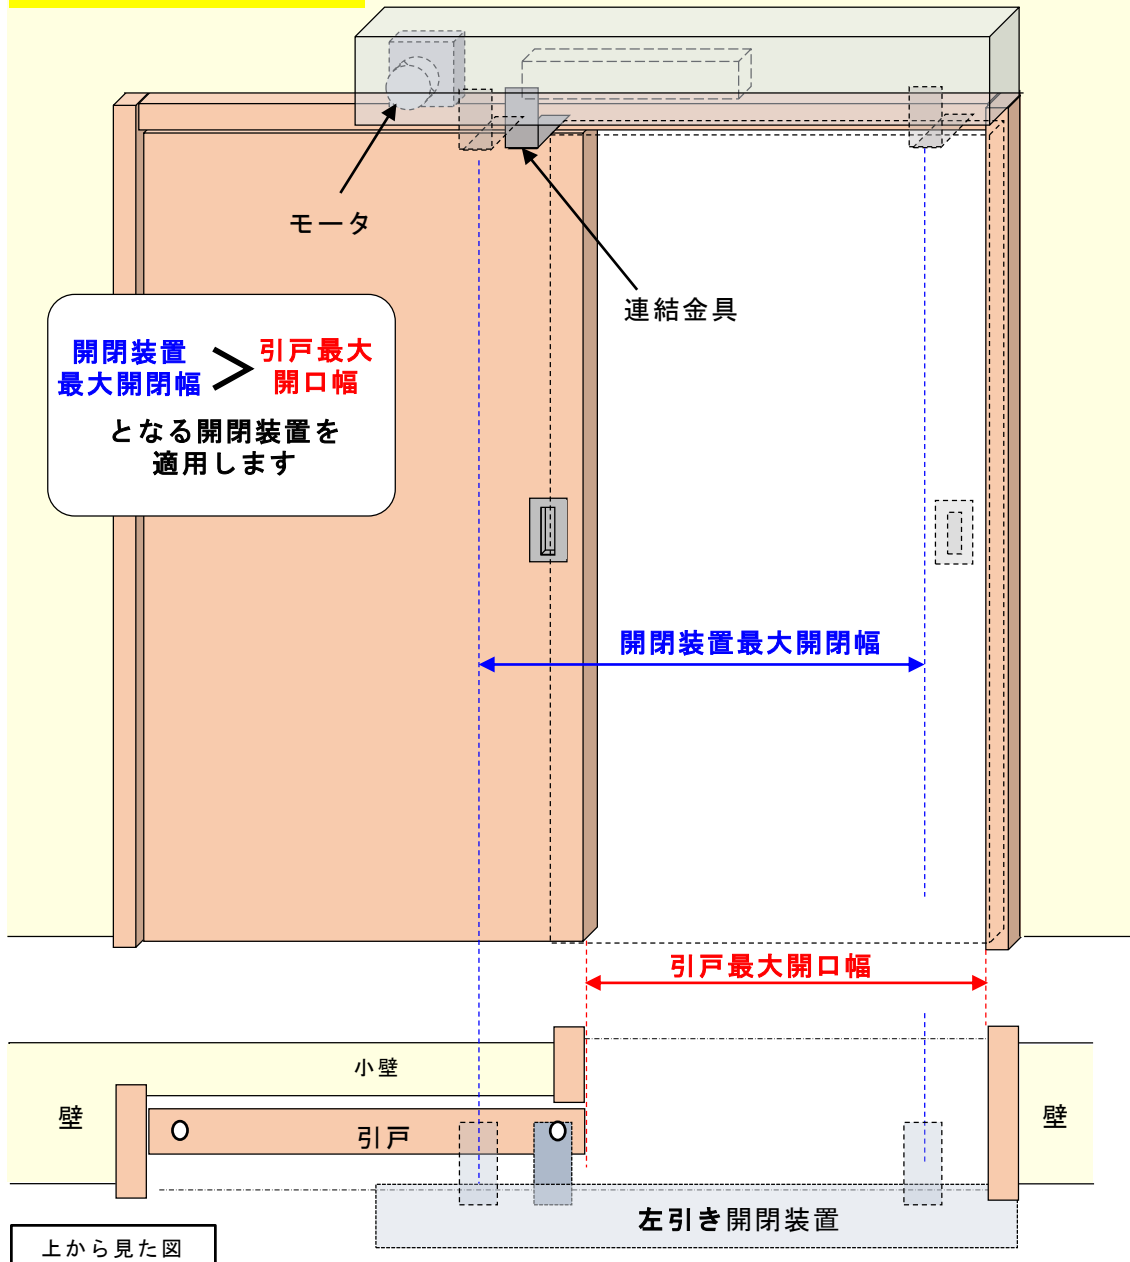 モータ
連結金具
開閉装置
最大開閉幅
>
引戸最大
開口幅
となる開閉装置を
適用します
開閉装置最大開閉幅
引戸最大開口幅
小壁
壁
引戸
壁
左引き開閉装置
上から見た図